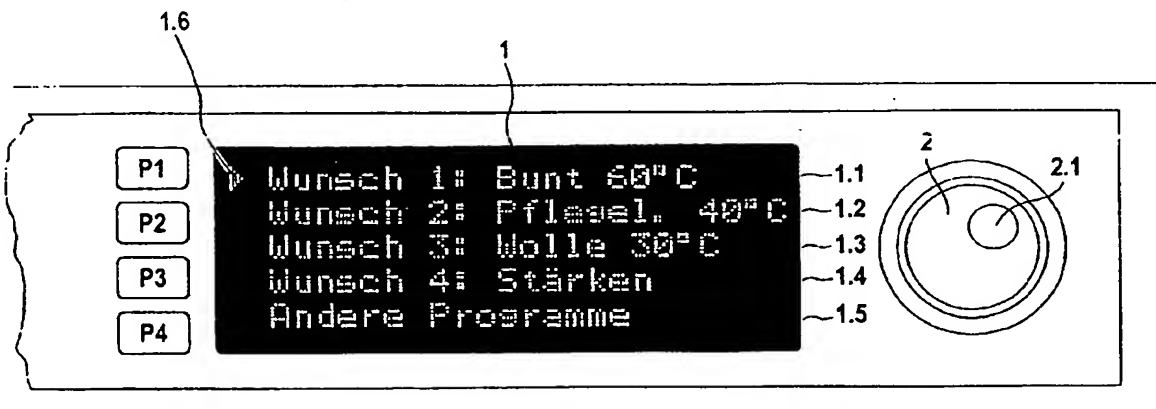 1.6
1
P1
P2
P3
P4
Wunsch 1: Bunt 60°C
Wunsch 2: Pflegel. 40°C
Wunsch 3: Wolle 30°C
Wunsch 4: Stärken
Andere Programme
1.1
1.2
1.3
1.4
1.5
2
2.1